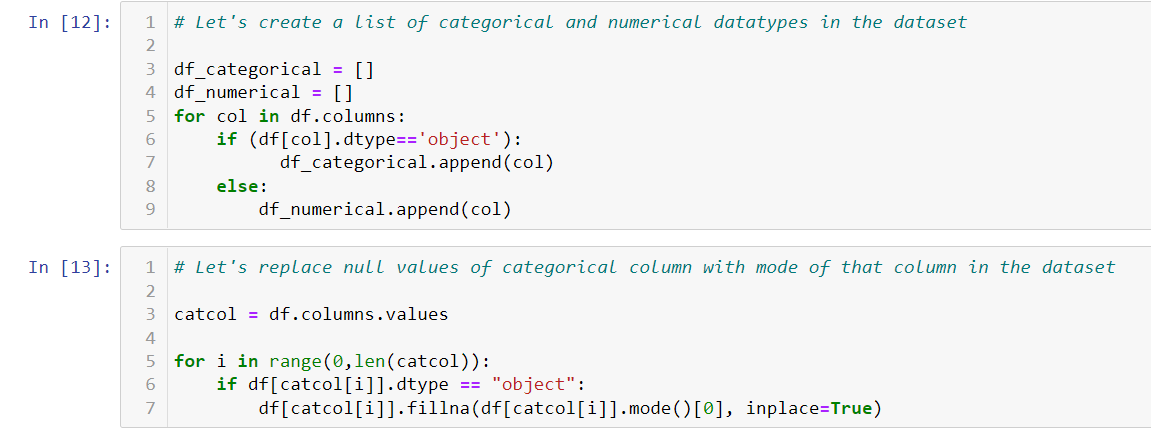 In [12]:
1 # Let's create a list of categorical and numerical datatypes in the dataset
2
3 df_categorical = []
4 df_numerical = []
5 for col in df.columns:
6     if (df[col].dtype=='object'):
7           df_categorical.append(col)
8     else:
9         df_numerical.append(col)
In [13]:
1 # Let's replace null values of categorical column with mode of that column in the dataset
2
3 catcol = df.columns.values
4
5 for i in range(0,len(catcol)):
6     if df[catcol[i]].dtype == "object":
7         df[catcol[i]].fillna(df[catcol[i]].mode()[0], inplace=True)